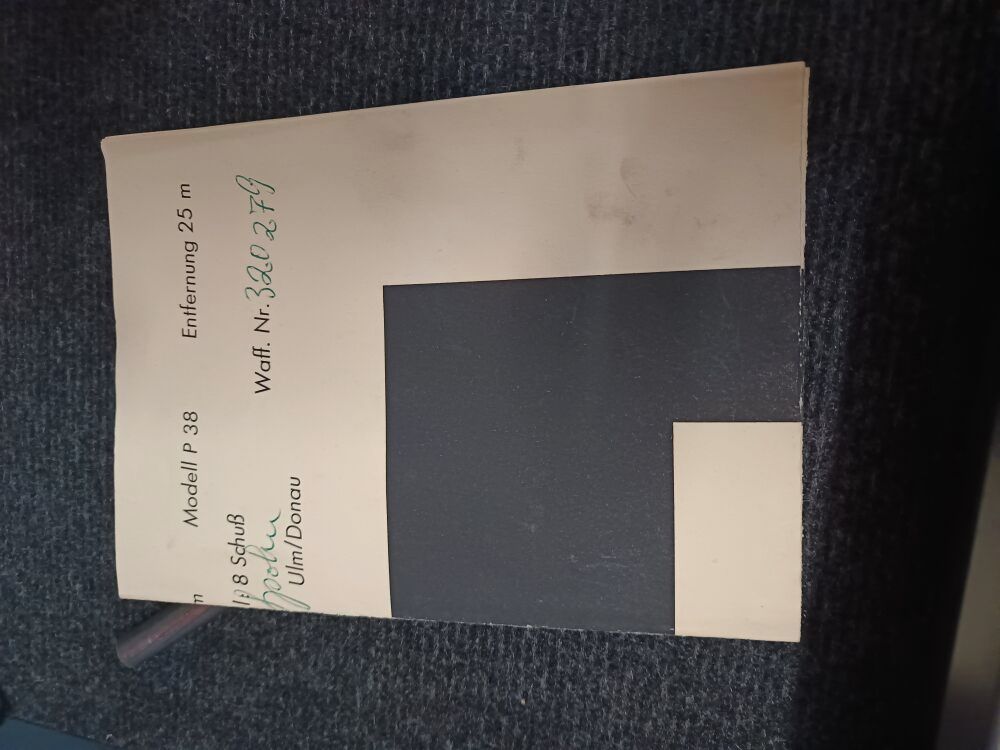 m Modell P 38 Entfernung 25 m
l: 8 Schuß
Waff. Nr. 320279
Ulm/Donau